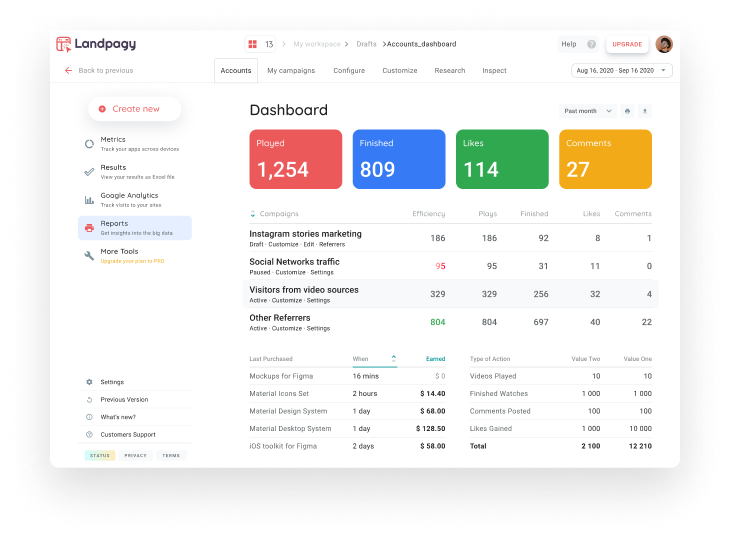 Landpagy
13 My workspace Drafts Accounts_dashboard Help ? UPGRADE
Back to previous Accounts My campaigns Configure Customize Research Inspect Aug 16, 2020 - Sep 16 2020
Create new
Metrics
Track your apps across devices
Results
View your results as Excel file
Google Analytics
Track visits to your sites
Reports
Get insights into the big data
More Tools
Upgrade your plan to PRO
Settings
Previous Version
What's new?
Customers Support
STATUS PRIVACY TERMS
Dashboard Past month
Played Finished Likes Comments
1,254 809 114 27
Campaigns Efficiency Plays Finished Likes Comments
Instagram stories marketing 186 186 92 8 1
Draft · Customize · Edit · Referrers
Social Networks traffic 95 95 31 11 0
Paused · Customize · Settings
Visitors from video sources 329 329 256 32 4
Active · Customize · Settings
Other Referrers 804 804 697 40 22
Active · Customize · Settings
Last Purchased When Earned
Mockups for Figma 16 mins $ 0
Material Icons Set 2 hours $ 14.40
Material Design System 1 day $ 68.00
Material Desktop System 1 day $ 128.50
iOS toolkit for Figma 2 days $ 58.00
Type of Action Value Two Value One
Videos Played 10 10
Finished Watches 1 000 1 000
Comments Posted 100 100
Likes Gained 1 000 10 000
Total 2 100 12 210